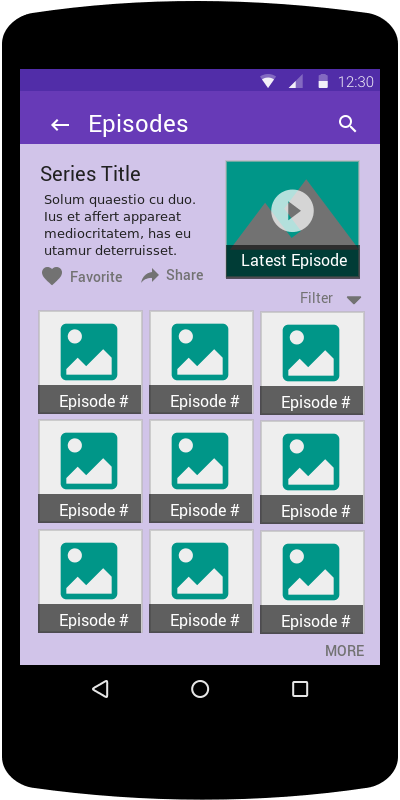 12:30
Episodes
Series Title
Solum quaestio cu duo.
Ius et affert appareat
mediocritatem, has eu
utamur deterruisset.
Favorite
Share
Latest Episode
Filter
Episode #
Episode #
Episode #
Episode #
Episode #
Episode #
Episode #
Episode #
Episode #
MORE